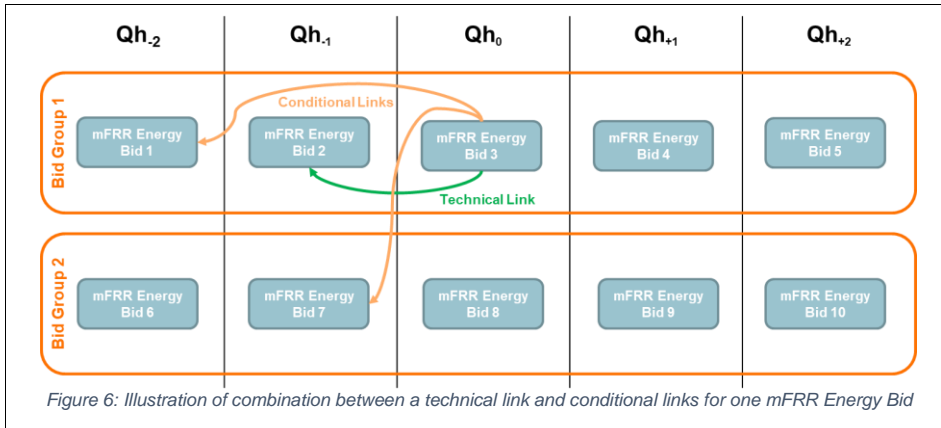 Qh-2 Qh-1 Qh0 Qh+1 Qh+2
Bid Group 1
Conditional Links
mFRR Energy
Bid 1
mFRR Energy
Bid 2
mFRR Energy
Bid 3
mFRR Energy
Bid 4
mFRR Energy
Bid 5
Technical Link
Bid Group 2
mFRR Energy
Bid 6
mFRR Energy
Bid 7
mFRR Energy
Bid 8
mFRR Energy
Bid 9
mFRR Energy
Bid 10
Figure 6: Illustration of combination between a technical link and conditional links for one mFRR Energy Bid